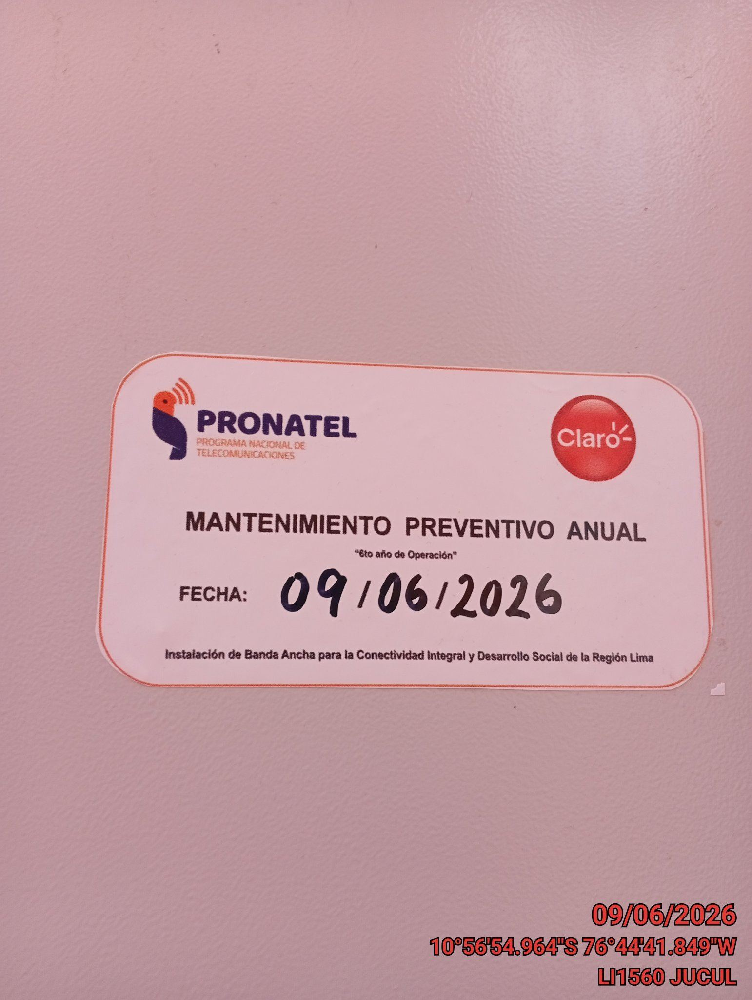 PRONATEL
PROGRAMA NACIONAL DE
TELECOMUNICACIONES
Claro
MANTENIMIENTO PREVENTIVO ANUAL
"6to año de Operación"
FECHA: 09/06/2026
Instalación de Banda Ancha para la Conectividad Integral y Desarrollo Social de la Región Lima
09/06/2026
10°56'54.964"S 76°44'41.849"W
LI1560 JUCUL